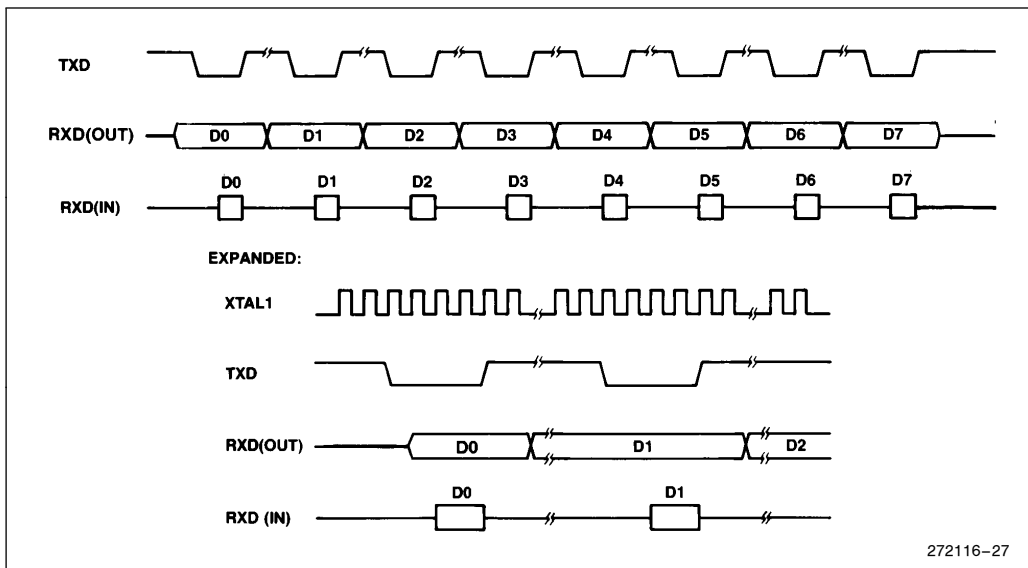 TXD
RXD(OUT) D0 D1 D2 D3 D4 D5 D6 D7
D0 D1 D2 D3 D4 D5 D6 D7
RXD(IN)
EXPANDED:
XTAL1
TXD
RXD(OUT) D0 D1 D2
D0 D1
RXD (IN)
272116–27